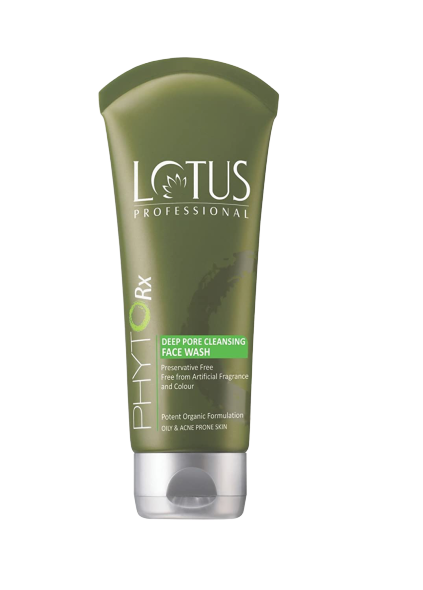 LOTUS
PROFESSIONAL
PHYTORx
DEEP PORE CLEANSING
FACE WASH
Preservative Free
Free from Artificial Fragrance
and Colour
Potent Organic Formulation
OILY & ACNE PRONE SKIN